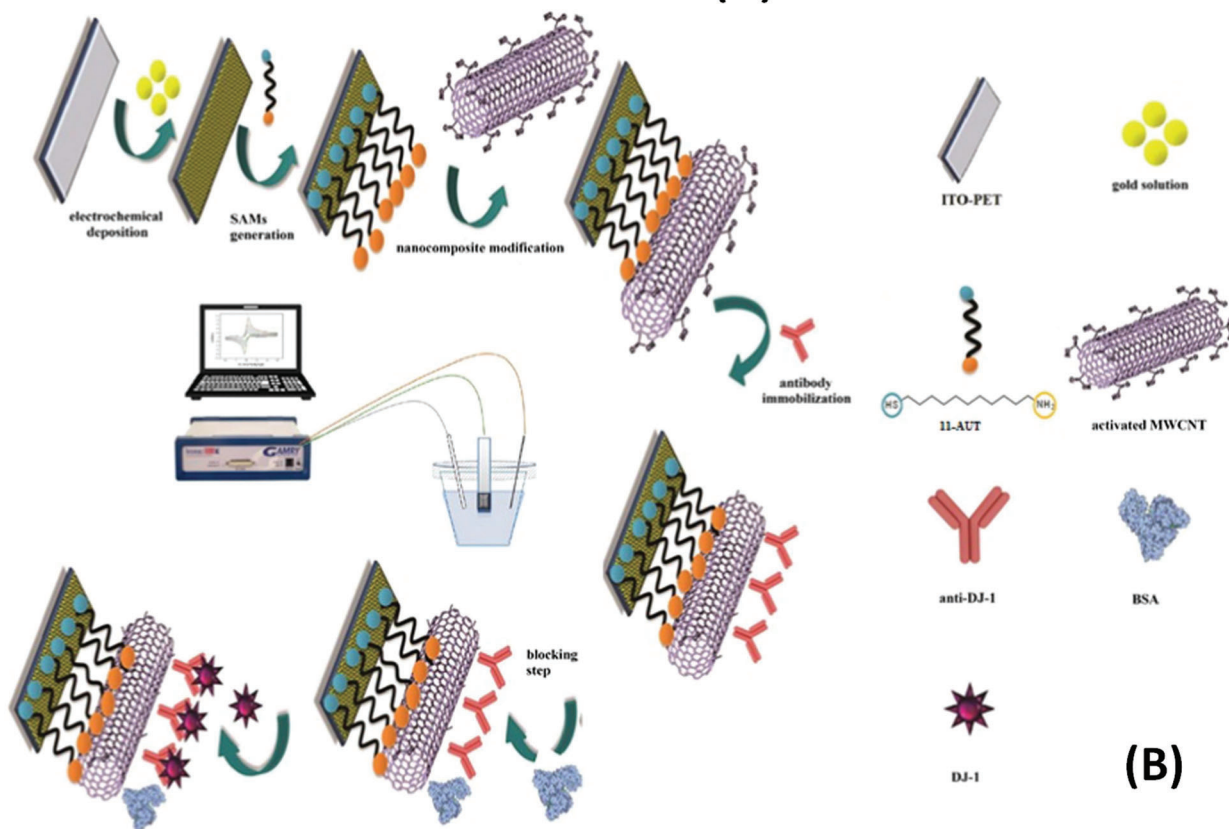 electrochemical
deposition
SAMs
generation
nanocomposite modification
antibody
immobilization
GAMRY
blocking
step
ITO-PET
gold solution
HS
NH2
11-AUT
activated MWCNT
anti-DJ-1
BSA
DJ-1
(B)